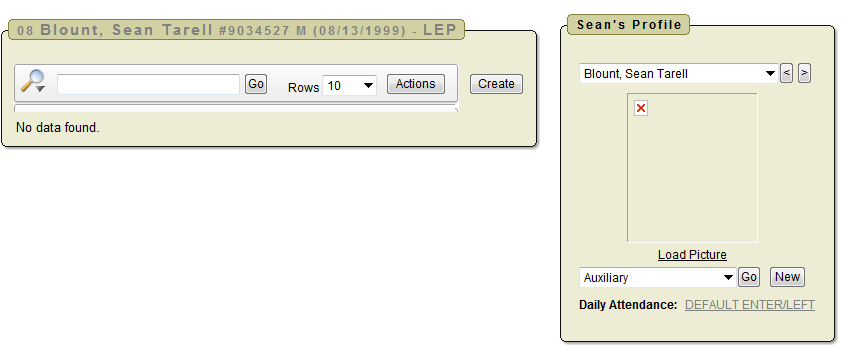 08 Blount, Sean Tarell #9034527 M (08/13/1999) - LEP
Go Rows 10 Actions Create
No data found.
Sean's Profile
Blount, Sean Tarell < >
Load Picture
Auxiliary Go New
Daily Attendance: DEFAULT ENTER/LEFT